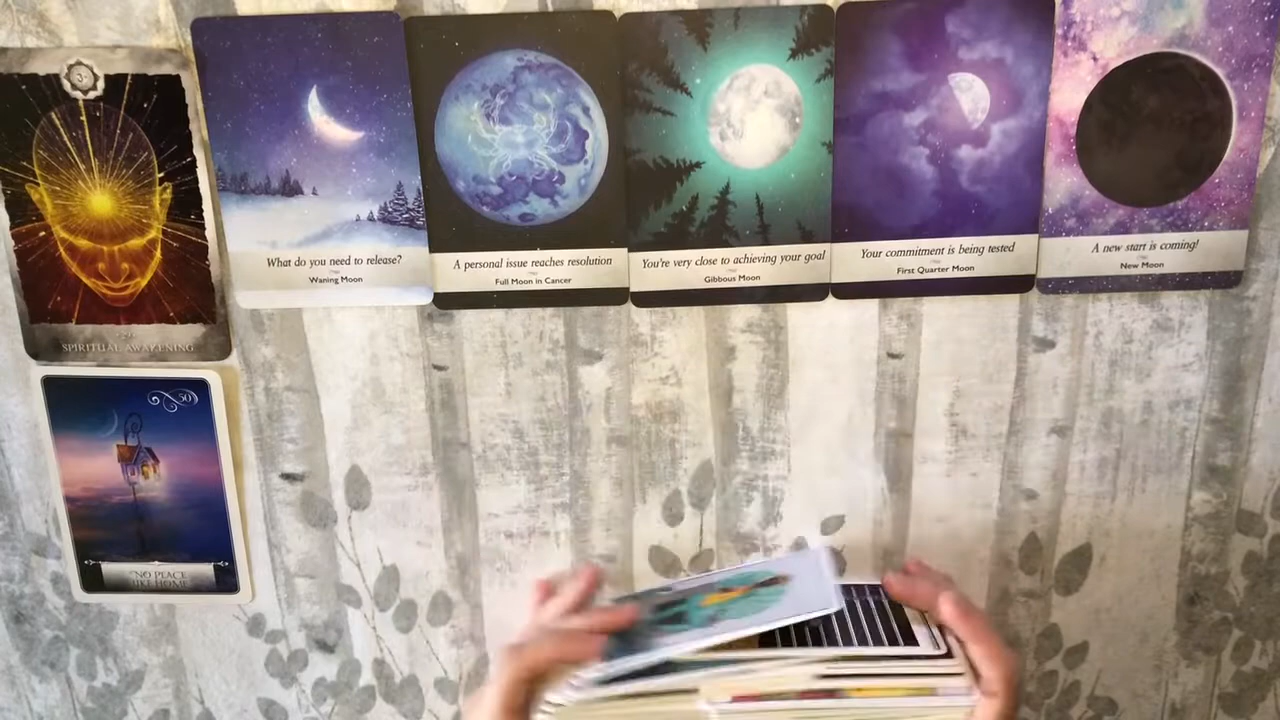 SPIRITUAL AWAKENING
What do you need to release?
Waning Moon
A personal issue reaches resolution
Full Moon in Cancer
You're very close to achieving your goal
Gibbous Moon
Your commitment is being tested
First Quarter Moon
A new start is coming!
New Moon
50
"NO PLACE
LIKE HOME"